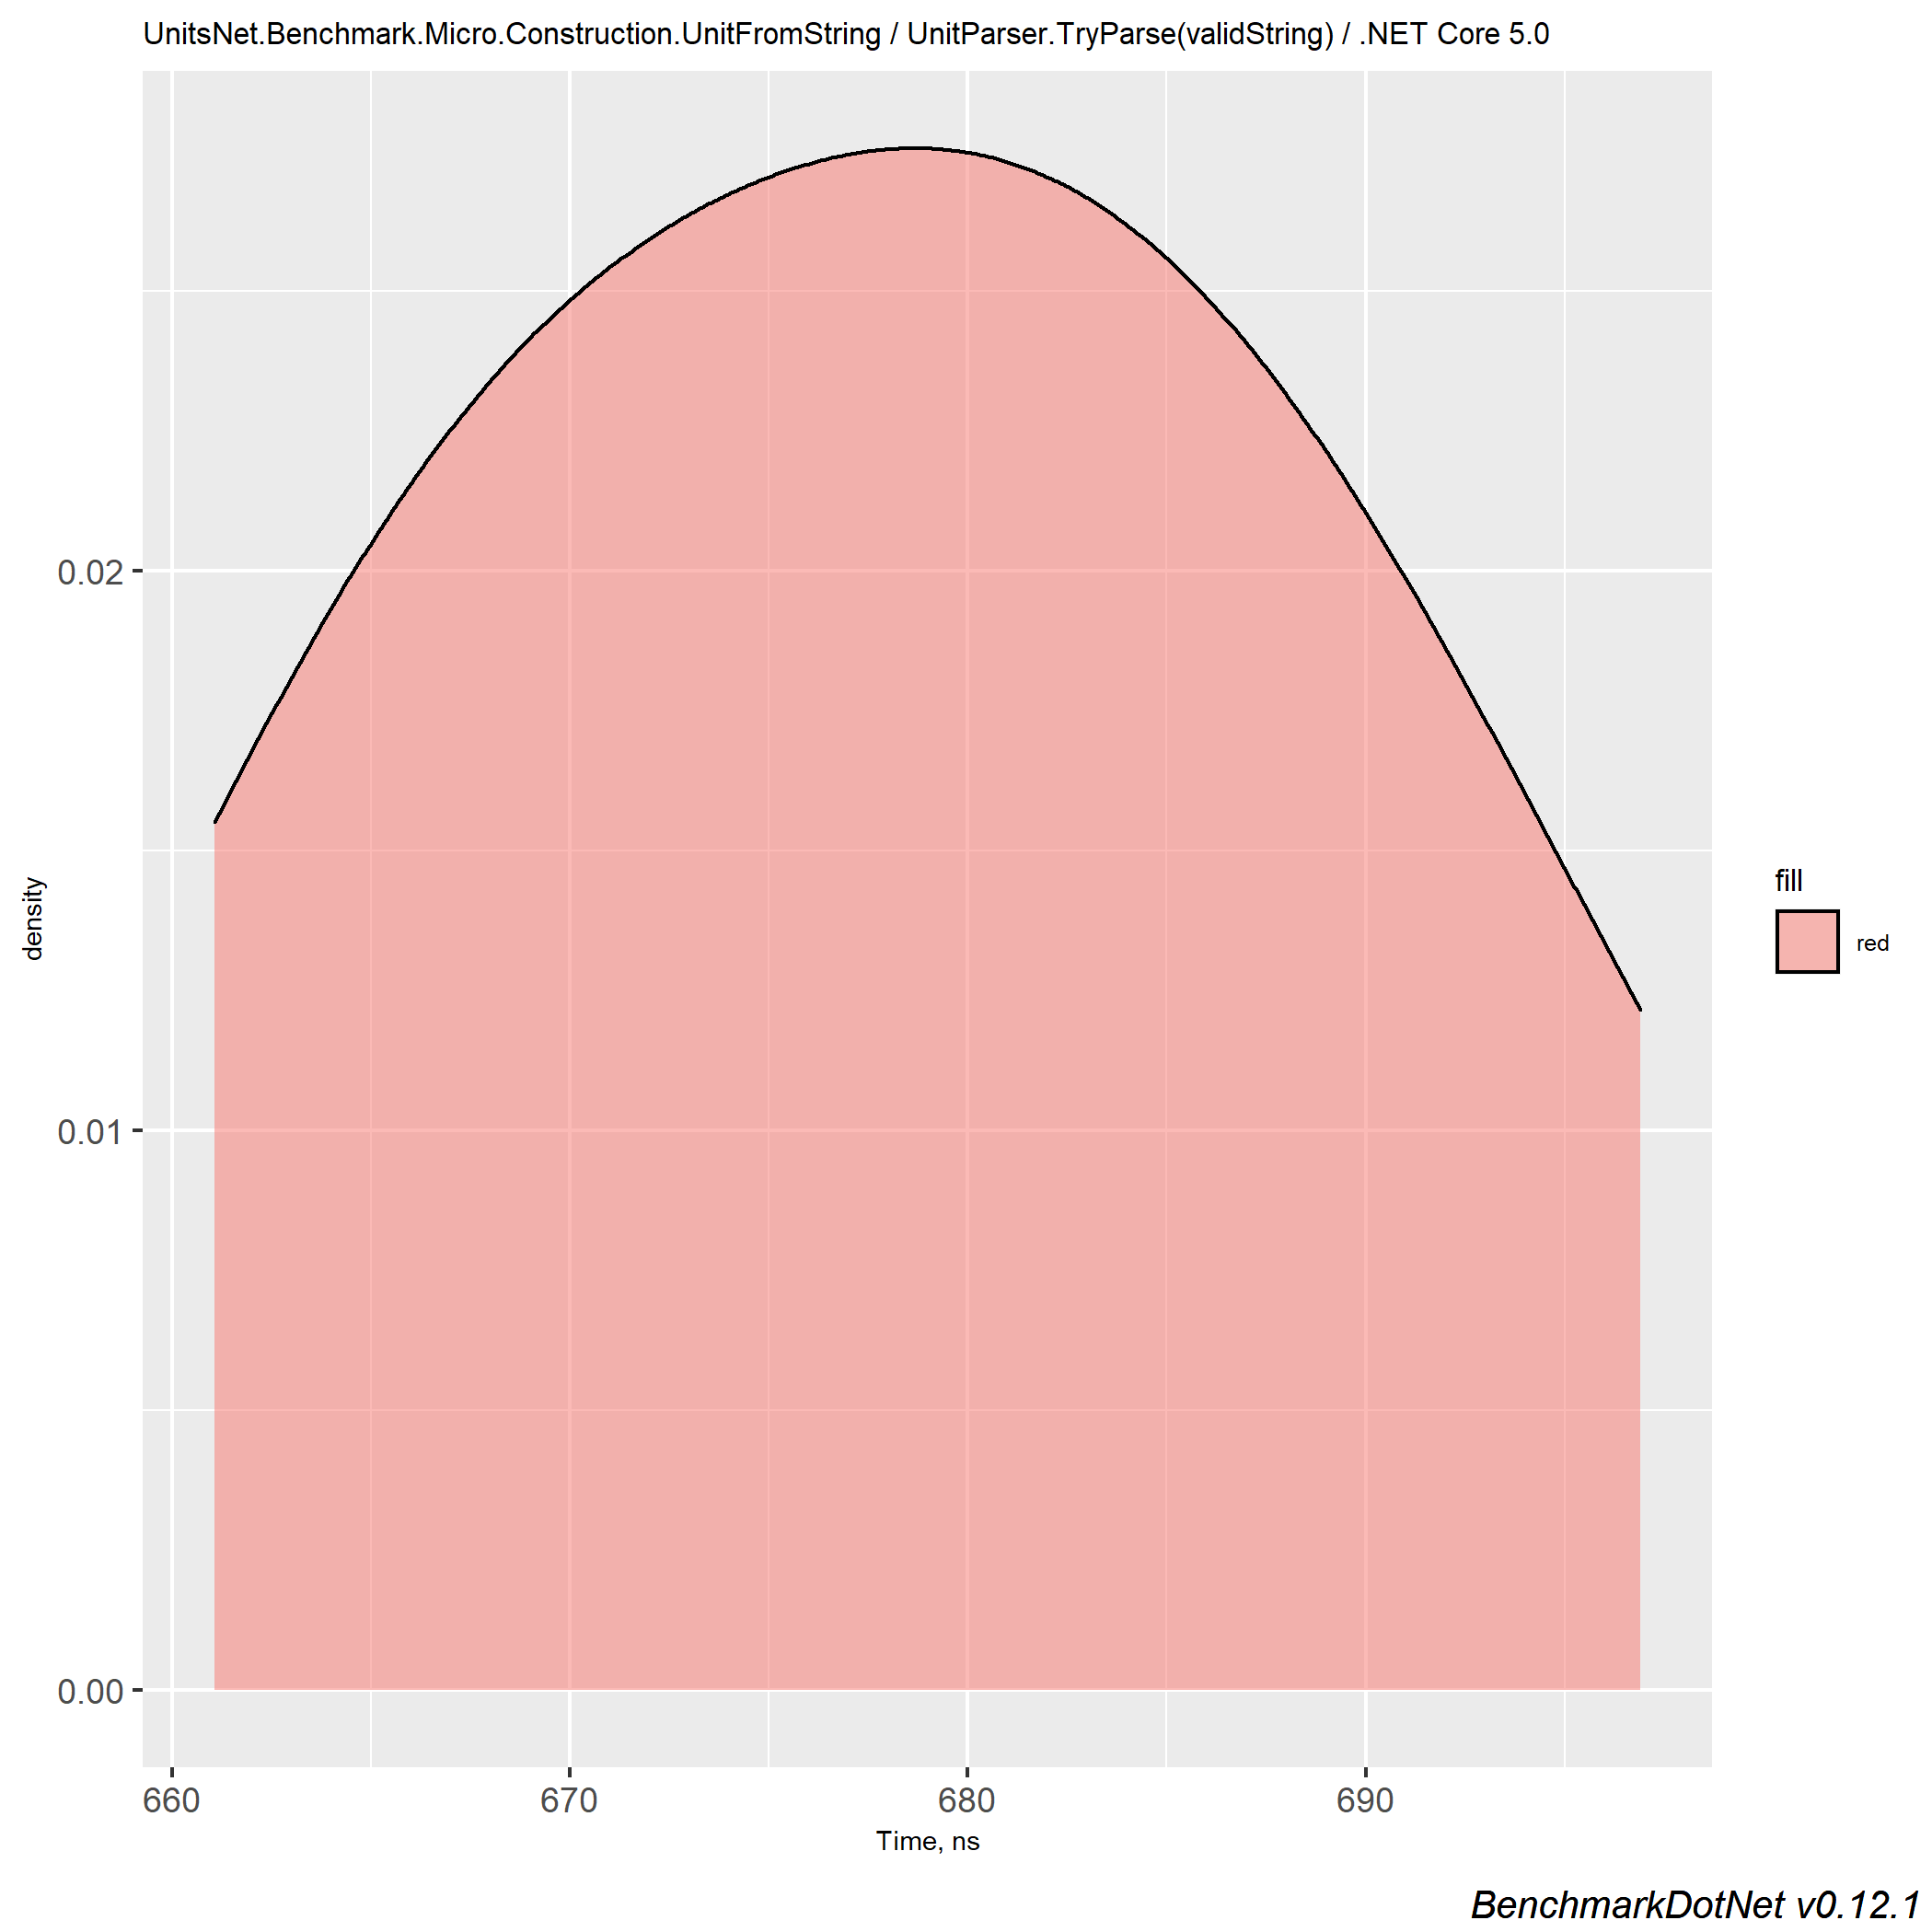 UnitsNet.Benchmark.Micro.Construction.UnitFromString / UnitParser.TryParse(validString) / .NET Core 5.0
0.02
0.01
0.00
density
660 670 680 690
Time, ns
fill
red
BenchmarkDotNet v0.12.1